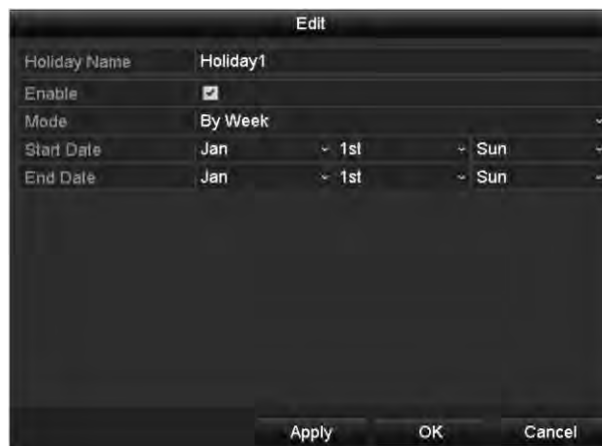 Edit
Holiday Name Holiday1
Enable
Mode By Week
Start Date Jan 1st Sun
End Date Jan 1st Sun
Apply OK Cancel